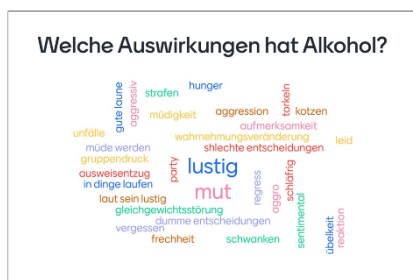 Welche Auswirkungen hat Alkohol?
hunger
strafen
gute laune
aggressiv
müdigkeit
aggression
torkeln
kotzen
aufmerksamkeit
unfälle
wahrnehmungsveränderung
leid
müde werden
shlechte entscheidungen
gruppendruck
party
lustig
ausweisentzug
in dinge laufen
mut
regress
aggro
schläfrig
laut sein lustig
gleichgewichtsstörung
dumme entscheidungen
vergessen
sentimental
frechheit
schwanken
übelkeit
reaktion